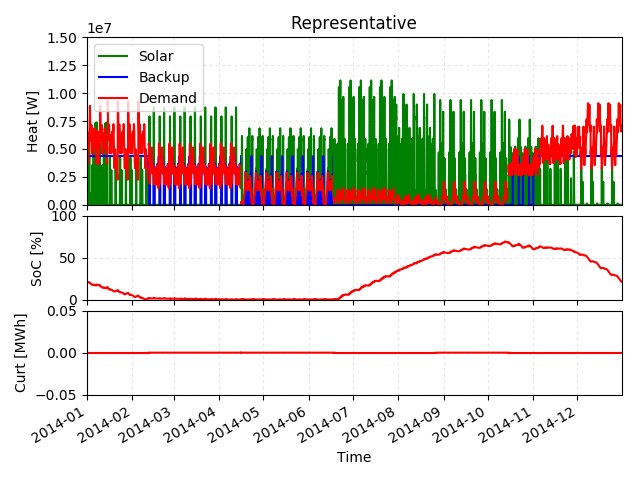 Representative
1e7
1.50
1.25
1.00
0.75
0.50
0.25
0.00
Heat [W]
Solar
Backup
Demand
100
50
0
SoC [%]
0.05
0.00
−0.05
Curt [MWh]
2014-01
2014-02
2014-03
2014-04
2014-05
2014-06
2014-07
2014-08
2014-09
2014-10
2014-11
2014-12
Time